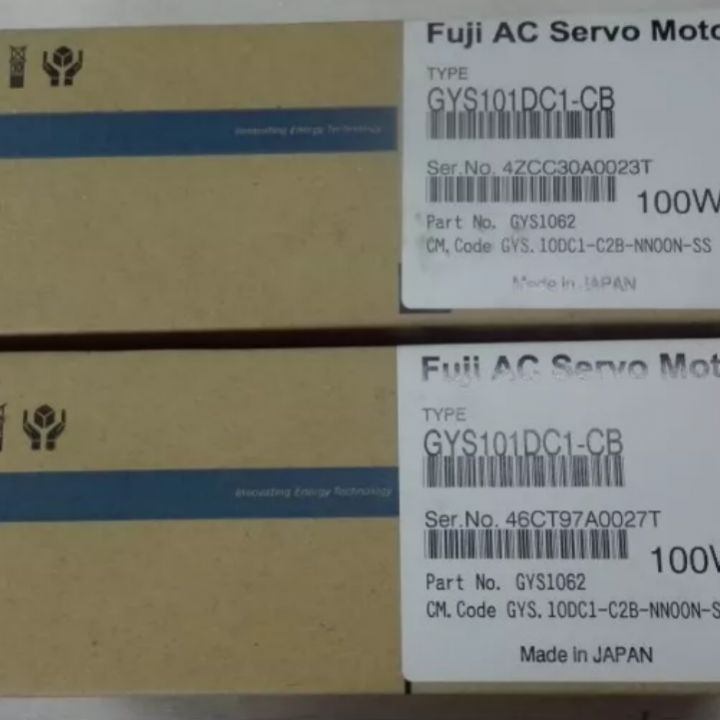 Fuji AC Servo Moto
TYPE
GYS101DC1-CB
Innovating Energy Technology
Ser.No. 4ZCC30A0023T
100W
Part No. GYS1062
CM. Code GYS.10DC1-C2B-NN00N-SS
Made in JAPAN
Fuji AC Servo Mot
TYPE
GYS101DC1-CB
Innovating Energy Technology
Ser.No. 46CT97A0027T
100W
Part No. GYS1062
CM. Code GYS.10DC1-C2B-NN00N-S
Made in JAPAN